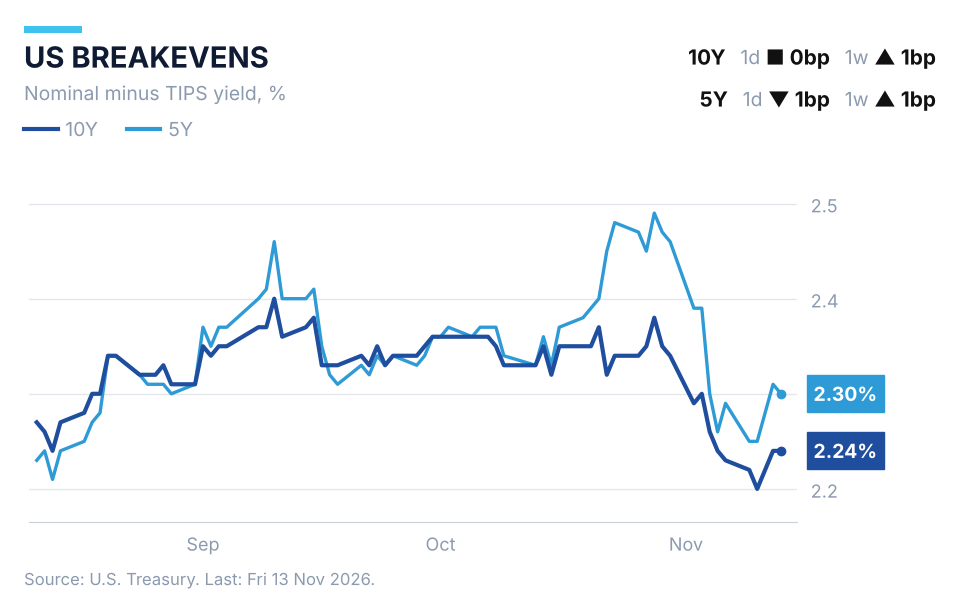 US BREAKEVENS
Nominal minus TIPS yield, %
10Y 5Y
10Y 1d ■ 0bp 1w ▲ 1bp
5Y 1d ▼ 1bp 1w ▲ 1bp
2.5
2.4
2.30%
2.24%
2.2
Sep Oct Nov
Source: U.S. Treasury. Last: Fri 13 Nov 2026.